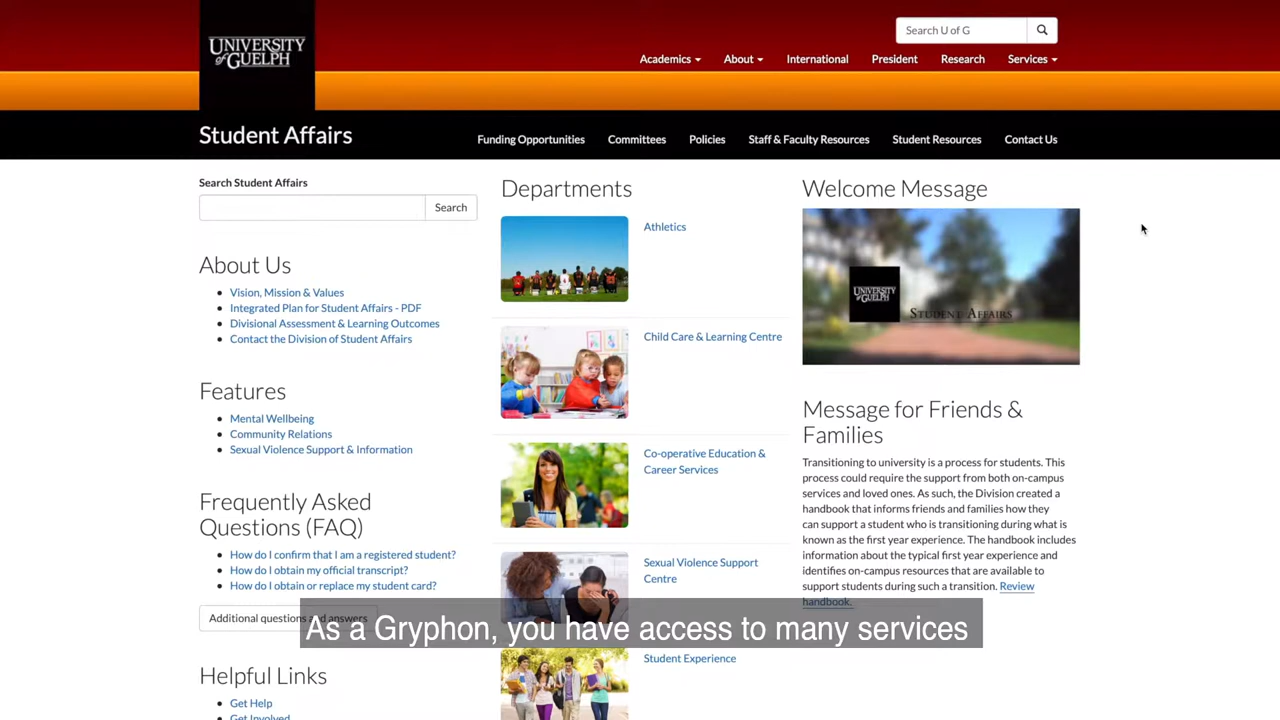 UNIVERSITY
of GUELPH
Search U of G
Academics
About
International
President
Research
Services
Student Affairs
Funding Opportunities
Committees
Policies
Staff & Faculty Resources
Student Resources
Contact Us
Search Student Affairs
Search
About Us
Vision, Mission & Values
Integrated Plan for Student Affairs - PDF
Divisional Assessment & Learning Outcomes
Contact the Division of Student Affairs
Features
Mental Wellbeing
Community Relations
Sexual Violence Support & Information
Frequently Asked
Questions (FAQ)
How do I confirm that I am a registered student?
How do I obtain my official transcript?
How do I obtain or replace my student card?
Additional questions and answers
Helpful Links
Get Help
Get Involved
Departments
Athletics
Child Care & Learning Centre
Co-operative Education &
Career Services
Sexual Violence Support
Centre
Student Experience
Welcome Message
UNIVERSITY
of GUELPH
STUDENT AFFAIRS
Message for Friends &
Families
Transitioning to university is a process for students. This
process could require the support from both on-campus
services and loved ones. As such, the Division created a
handbook that informs friends and families how they
can support a student who is transitioning during what is
known as the first year experience. The handbook includes
information about the typical first year experience and
identifies on-campus resources that are available to
support students during such a transition. Review
handbook.
As a Gryphon, you have access to many services